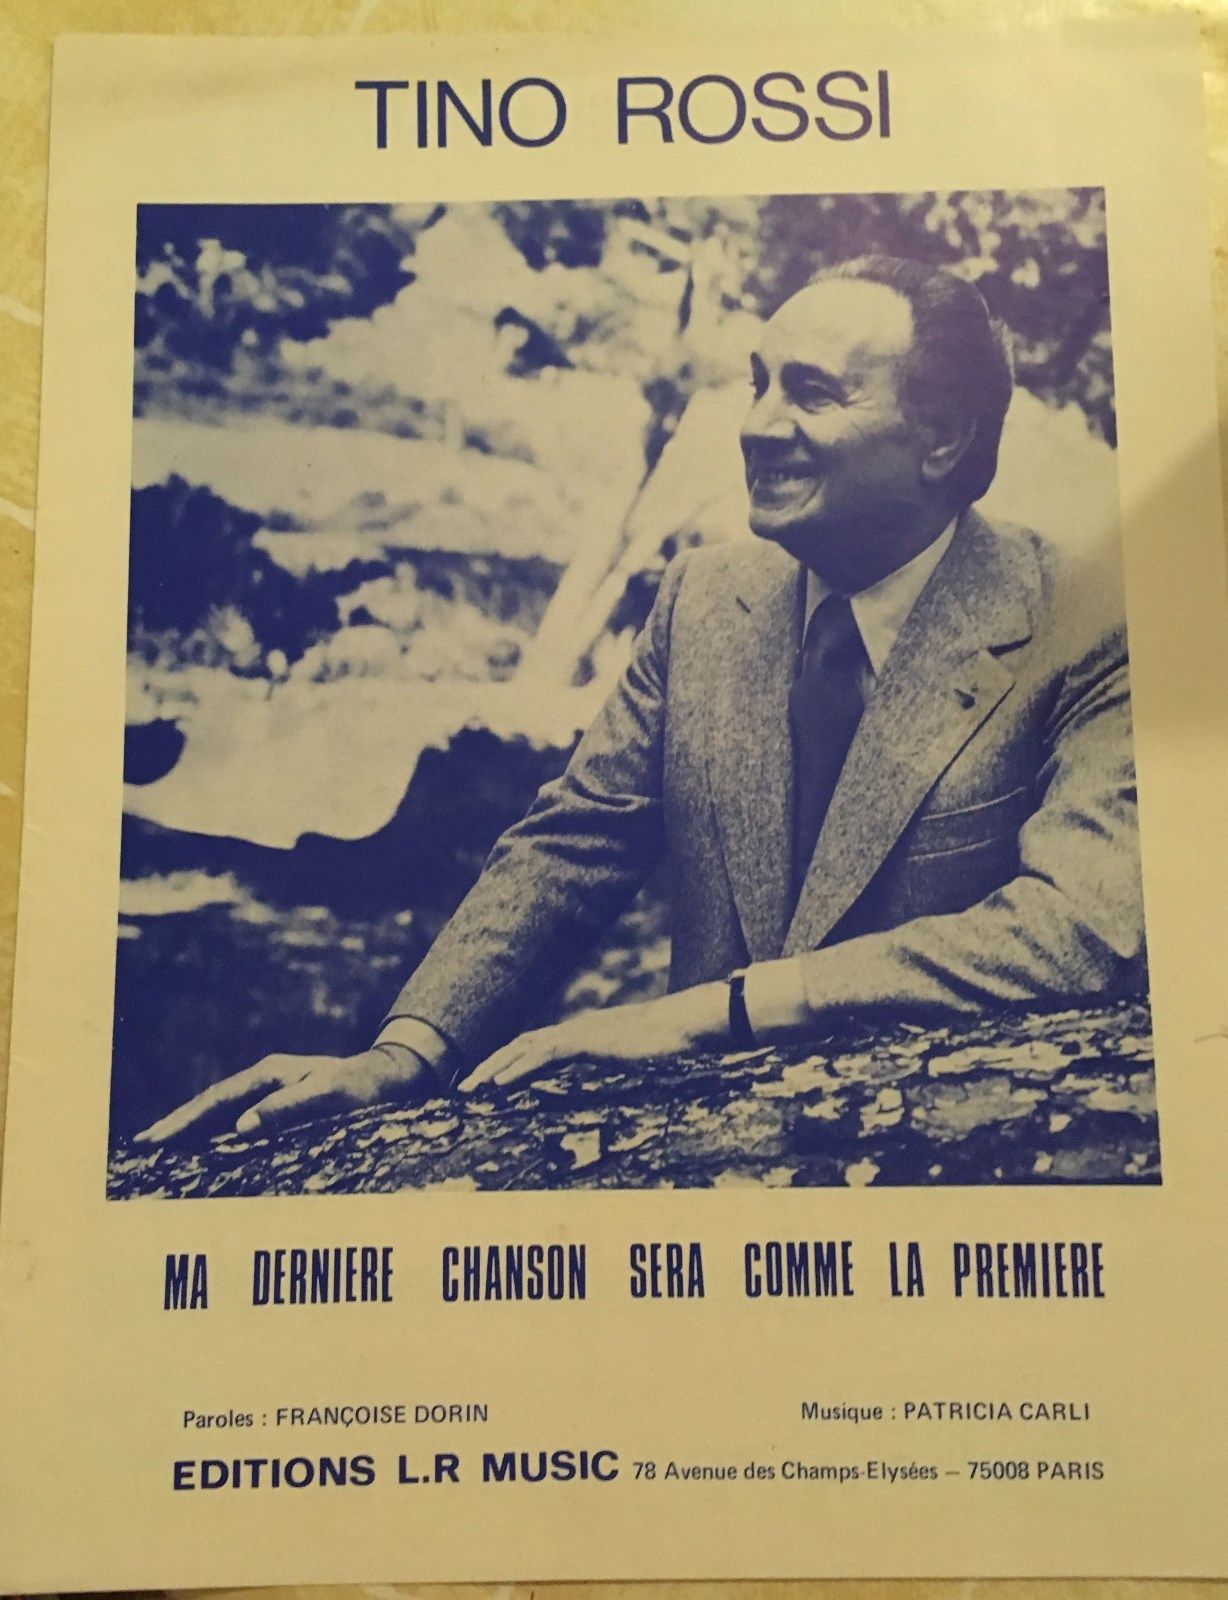 TINO ROSSI
MA DERNIERE CHANSON SERA COMME LA PREMIERE
Paroles : FRANÇOISE DORIN
Musique : PATRICIA CARLI
EDITIONS L.R MUSIC 78 Avenue des Champs-Elysées – 75008 PARIS